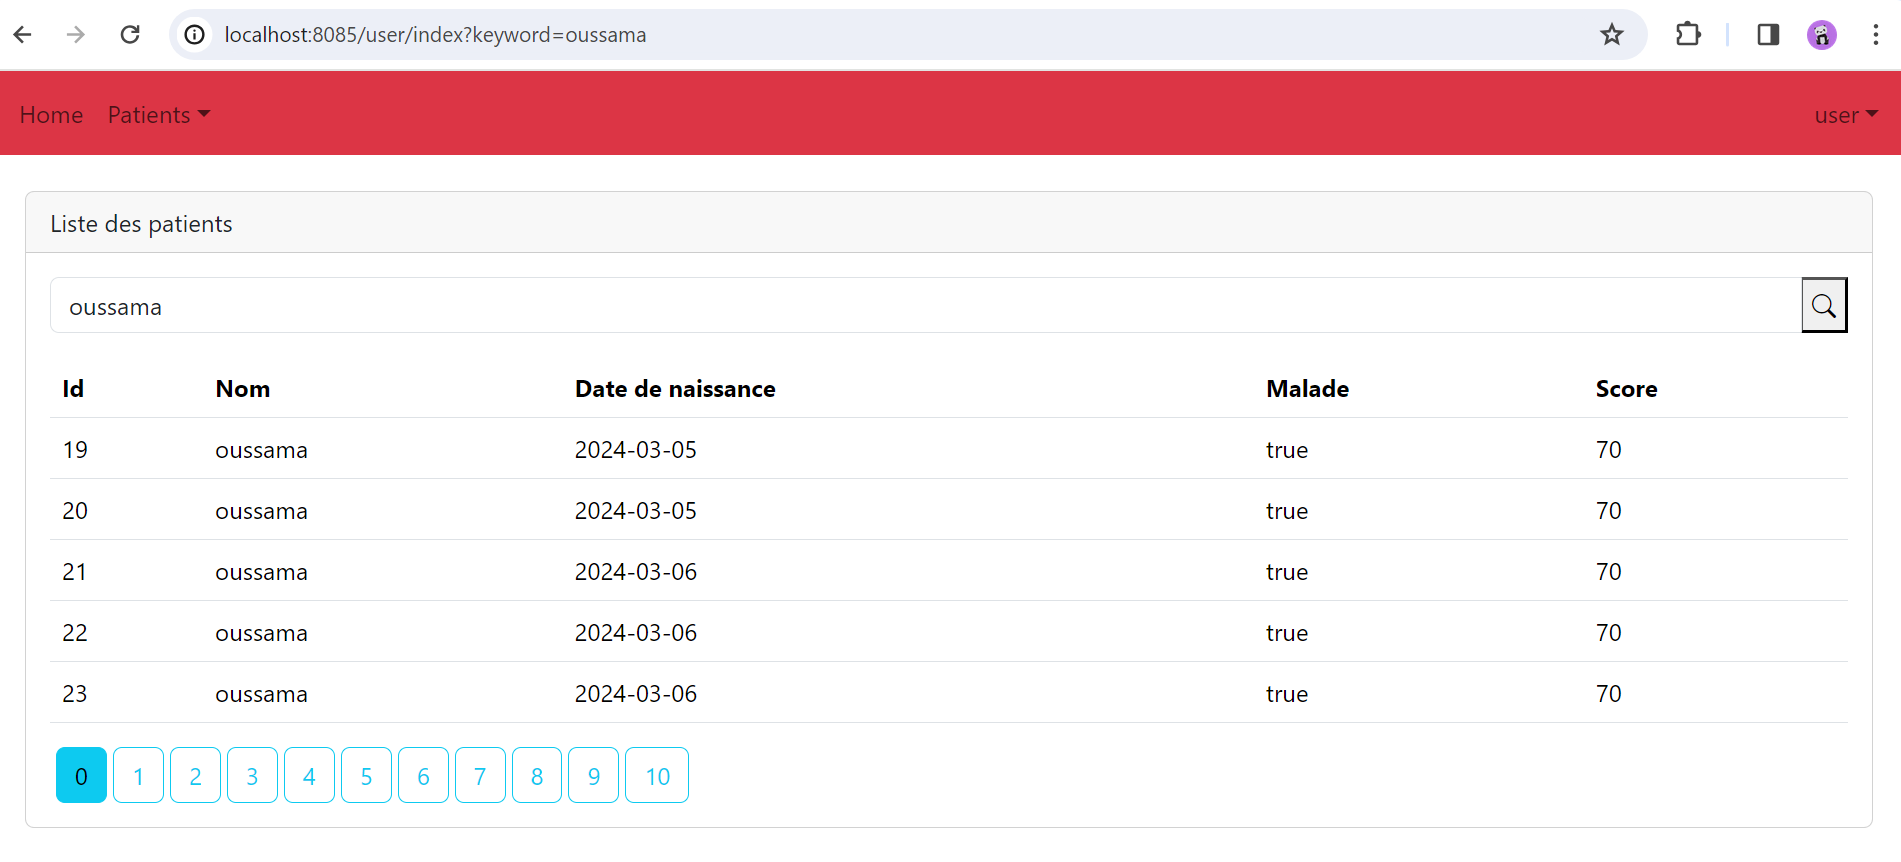 localhost:8085/user/index?keyword=oussama
Home Patients user
Liste des patients
oussama
Id Nom Date de naissance Malade Score
19 oussama 2024-03-05 true 70
20 oussama 2024-03-05 true 70
21 oussama 2024-03-06 true 70
22 oussama 2024-03-06 true 70
23 oussama 2024-03-06 true 70
0 1 2 3 4 5 6 7 8 9 10